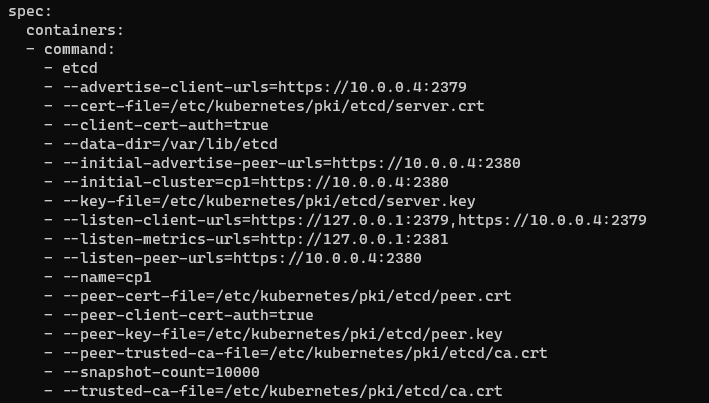 spec:
  containers:
  - command:
    - etcd
    - --advertise-client-urls=https://10.0.0.4:2379
    - --cert-file=/etc/kubernetes/pki/etcd/server.crt
    - --client-cert-auth=true
    - --data-dir=/var/lib/etcd
    - --initial-advertise-peer-urls=https://10.0.0.4:2380
    - --initial-cluster=cp1=https://10.0.0.4:2380
    - --key-file=/etc/kubernetes/pki/etcd/server.key
    - --listen-client-urls=https://127.0.0.1:2379,https://10.0.0.4:2379
    - --listen-metrics-urls=http://127.0.0.1:2381
    - --listen-peer-urls=https://10.0.0.4:2380
    - --name=cp1
    - --peer-cert-file=/etc/kubernetes/pki/etcd/peer.crt
    - --peer-client-cert-auth=true
    - --peer-key-file=/etc/kubernetes/pki/etcd/peer.key
    - --peer-trusted-ca-file=/etc/kubernetes/pki/etcd/ca.crt
    - --snapshot-count=10000
    - --trusted-ca-file=/etc/kubernetes/pki/etcd/ca.crt